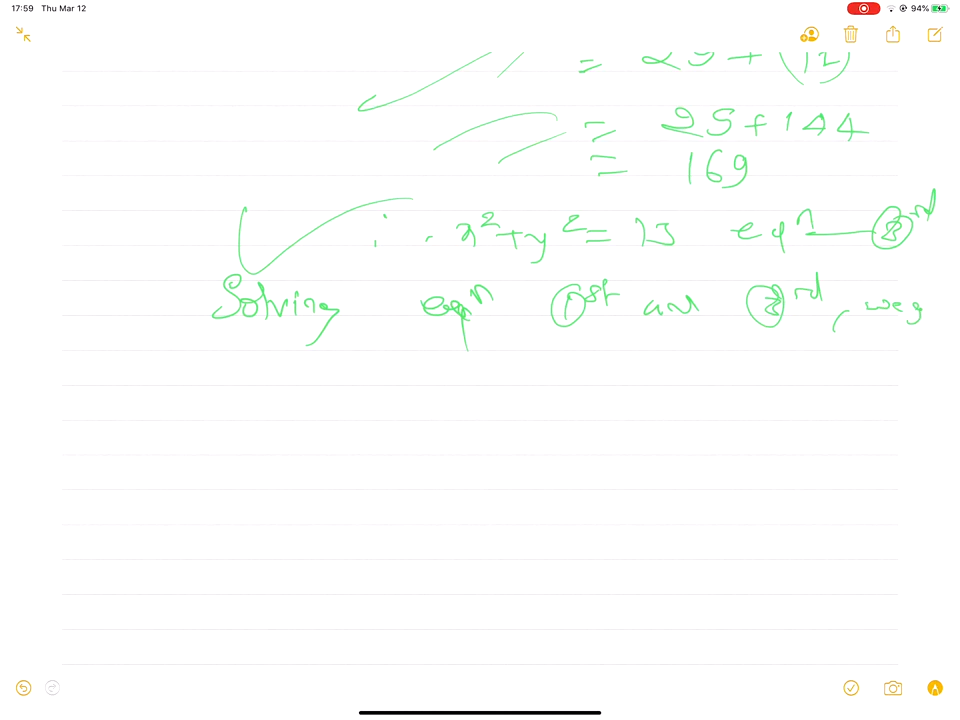 17:59 Thu Mar 12 94%
= 25 + (12)
= 25 + 144
= 169
∴ x² + y² = 13 eqⁿ — 3rd
Solving eqⁿ 1st and 3rd, we g